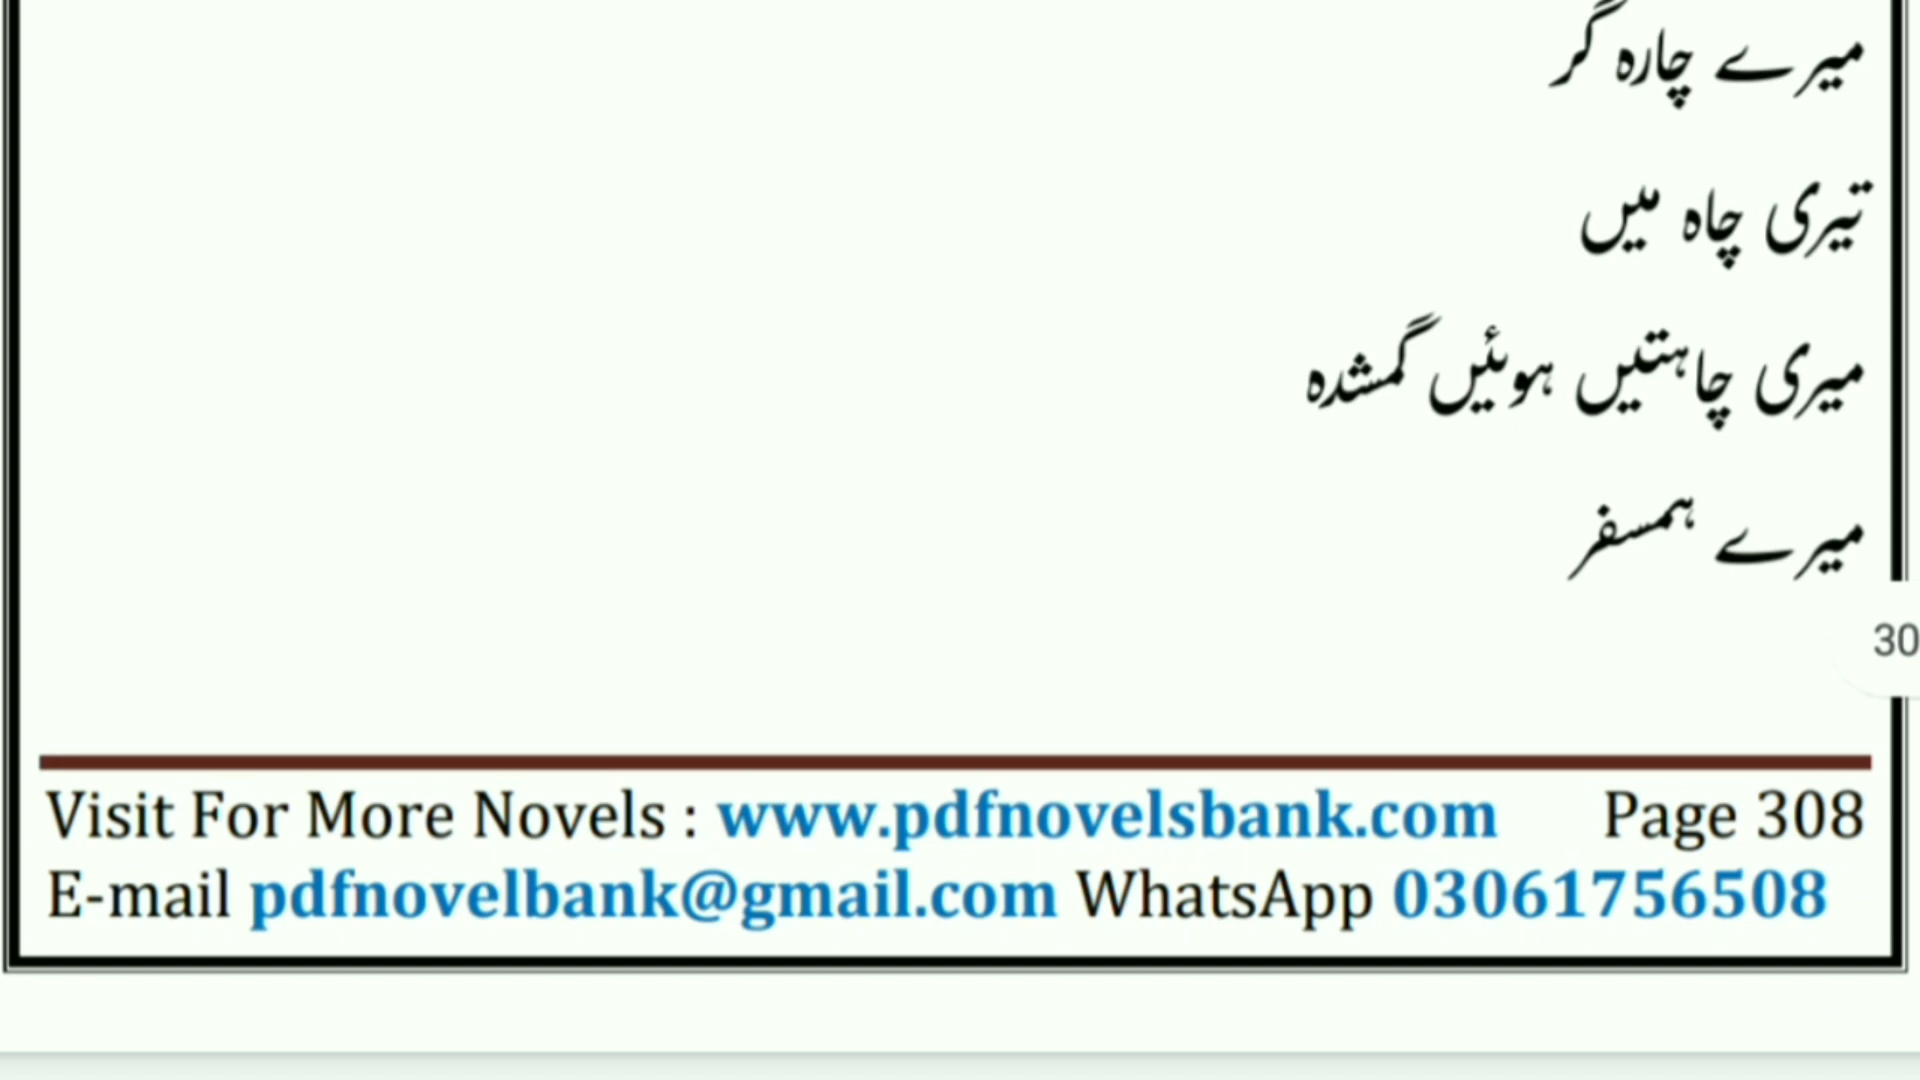 میرے چارہ گر
تیری چاہ میں
میری چاہتیں ہوئیں گمشدہ
میرے ہمسفر
30
Visit For More Novels : www.pdfnovelsbank.com Page 308
E-mail pdfnovelbank@gmail.com WhatsApp 03061756508